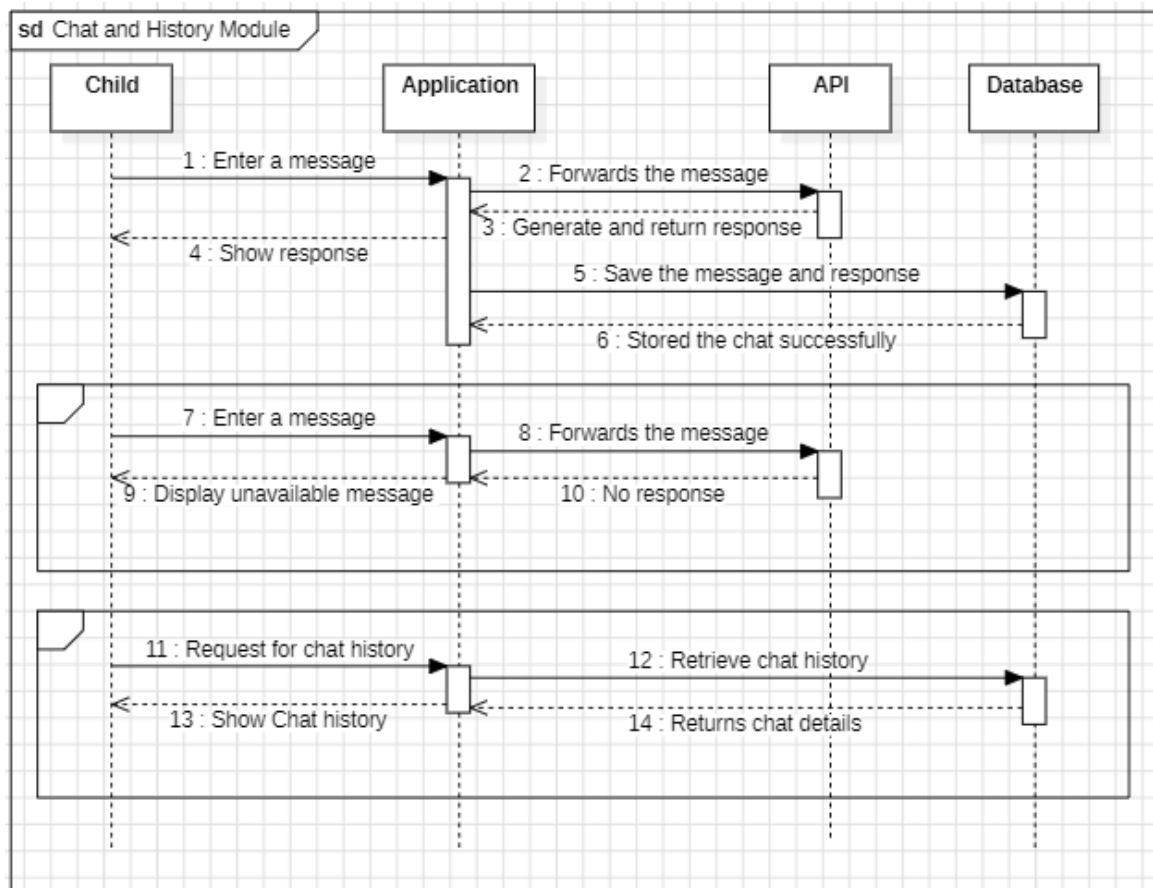 sd Chat and History Module
Child
Application
API
Database
1 : Enter a message
2 : Forwards the message
3 : Generate and return response
4 : Show response
5 : Save the message and response
6 : Stored the chat successfully
7 : Enter a message
8 : Forwards the message
9 : Display unavailable message
10 : No response
11 : Request for chat history
12 : Retrieve chat history
13 : Show Chat history
14 : Returns chat details